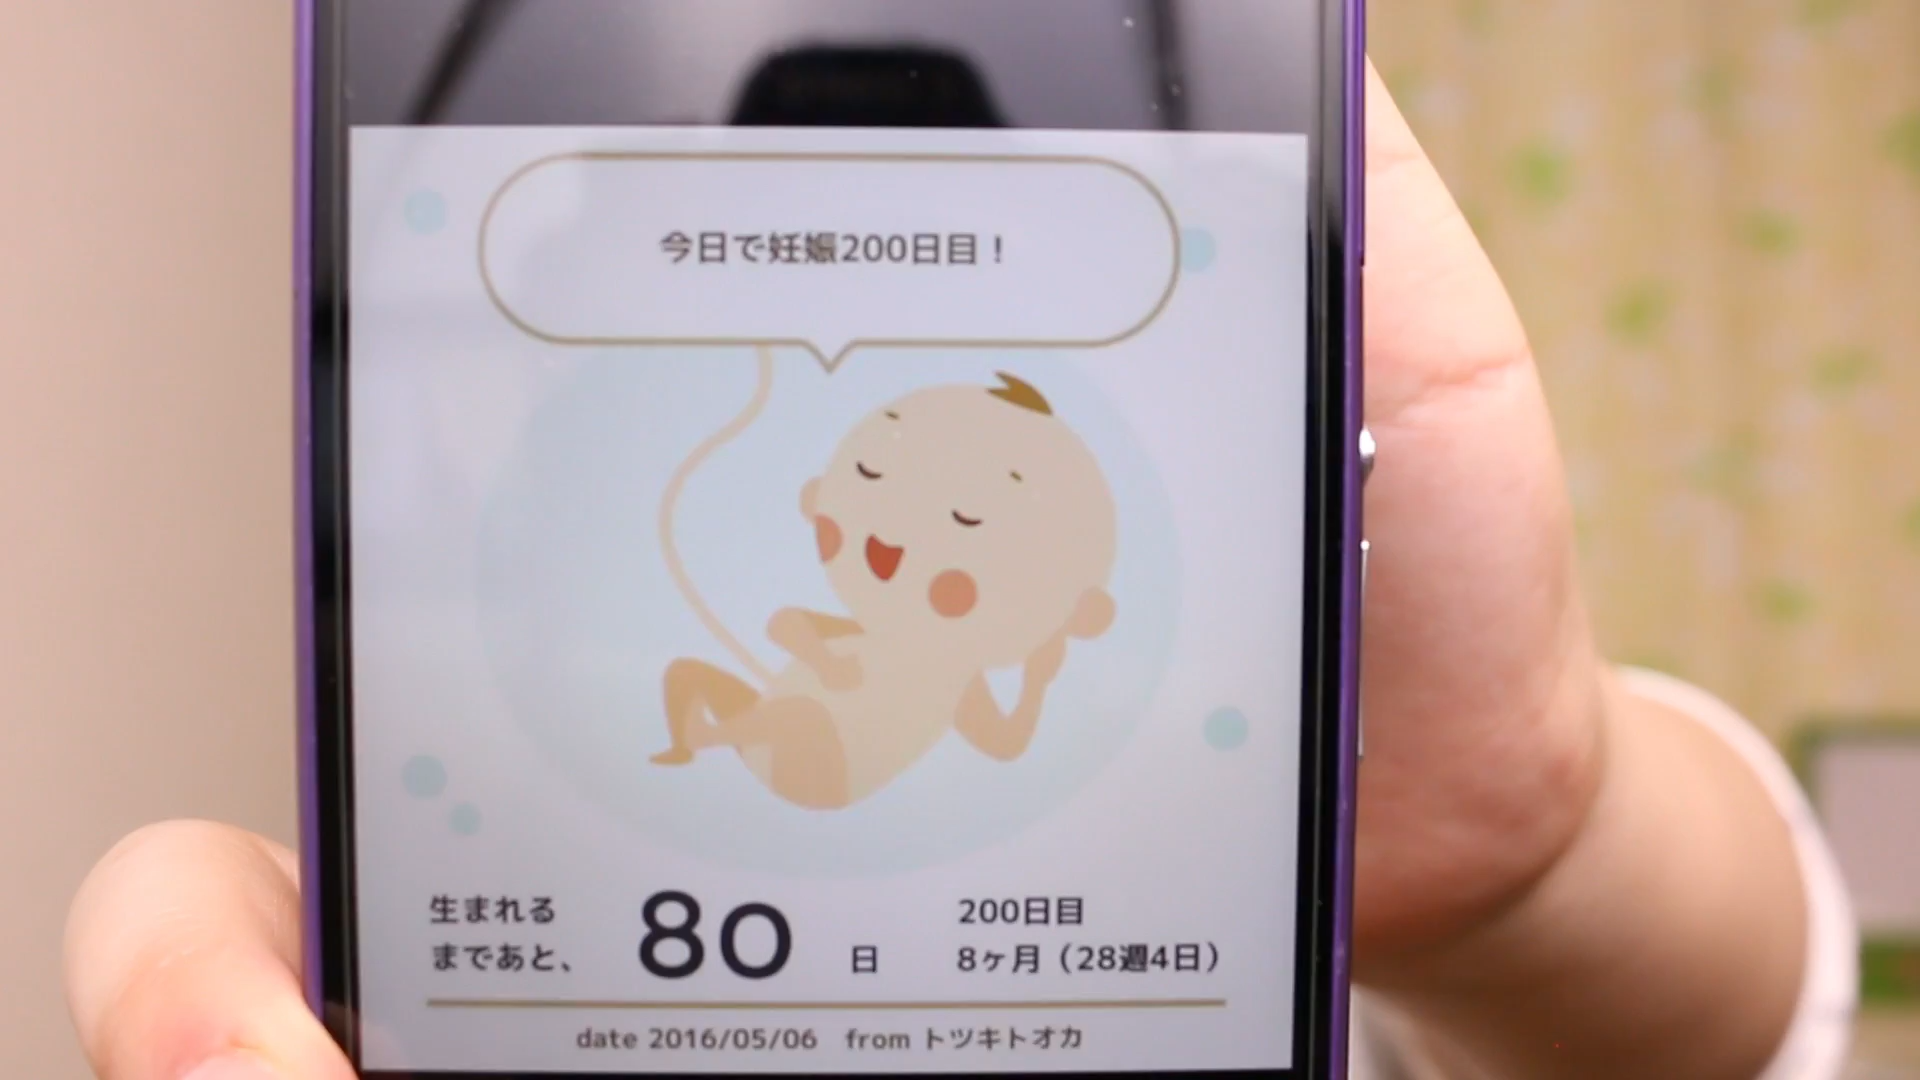 今日で妊娠200日目！
生まれる
まであと、
80
日
200日目
8ヶ月（28週4日）
date 2016/05/06 from トツキトオカ